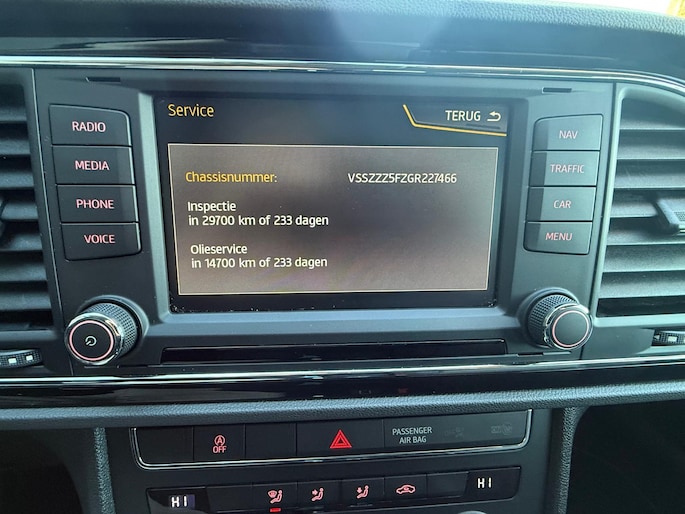 Service
TERUG
RADIO
MEDIA
PHONE
VOICE
NAV
TRAFFIC
CAR
MENU
Chassisnummer: VSSZZZ5FZGR227466
Inspectie
in 29700 km of 233 dagen
Olieservice
in 14700 km of 233 dagen
A
OFF
PASSENGER
AIR BAG
HI
HI